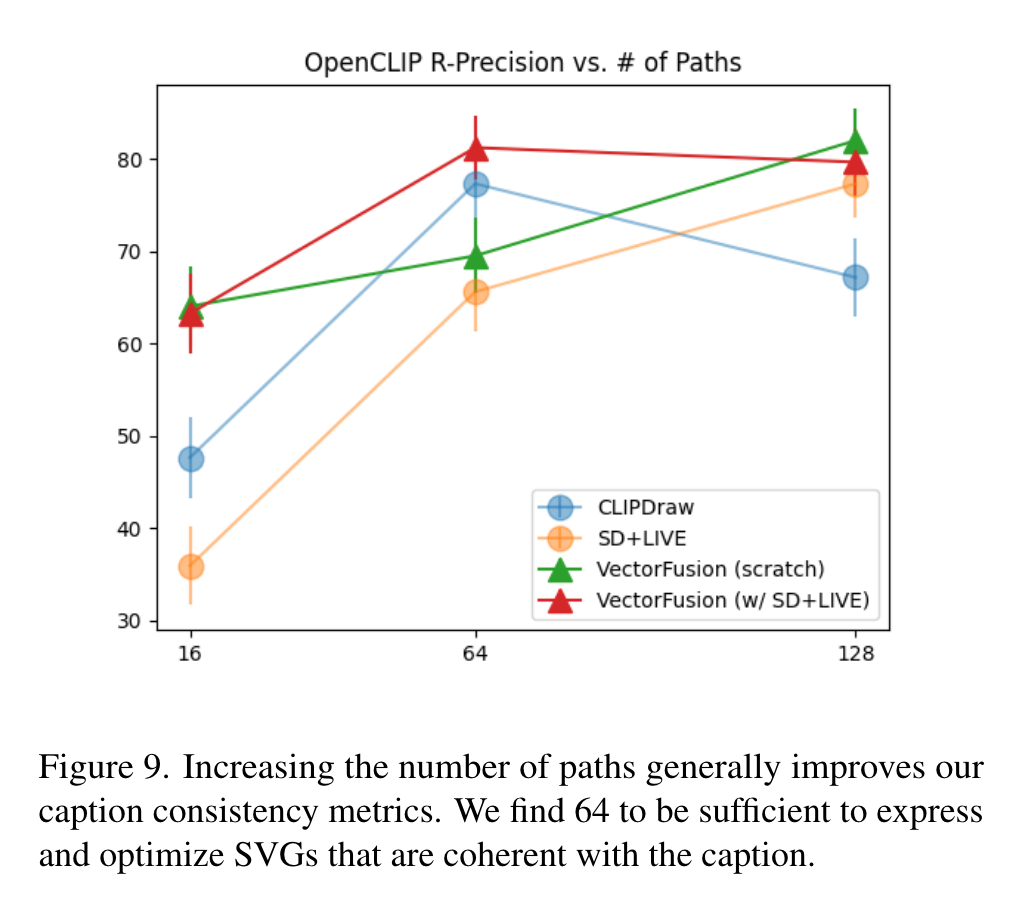 OpenCLIP R-Precision vs. # of Paths
80
70
60
50
40
30
16
64
128
CLIPDraw
SD+LIVE
VectorFusion (scratch)
VectorFusion (w/ SD+LIVE)
Figure 9. Increasing the number of paths generally improves our
caption consistency metrics. We find 64 to be sufficient to express
and optimize SVGs that are coherent with the caption.